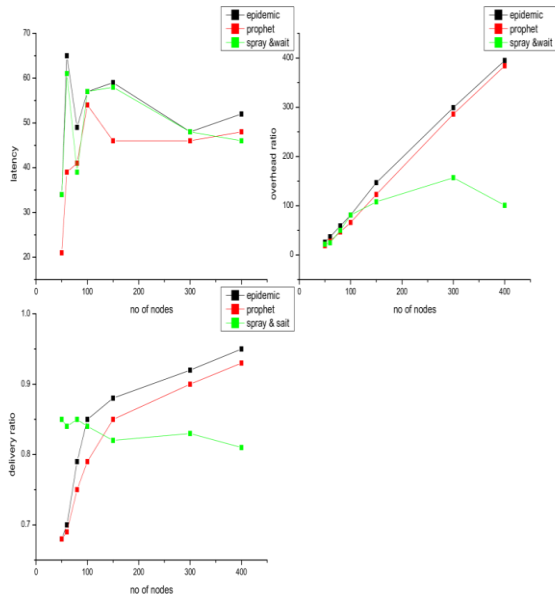 epidemic
prophet
spray &wait
70
60
50
40
30
20
latency
0 100 200 300 400
no of nodes
epidemic
prophet
spray &wait
400
300
200
100
0
overhead ratio
0 100 200 300 400
no of nodes
epidemic
prophet
spray & sait
1.0
0.9
0.8
0.7
delivery ratio
0 100 200 300 400
no of nodes